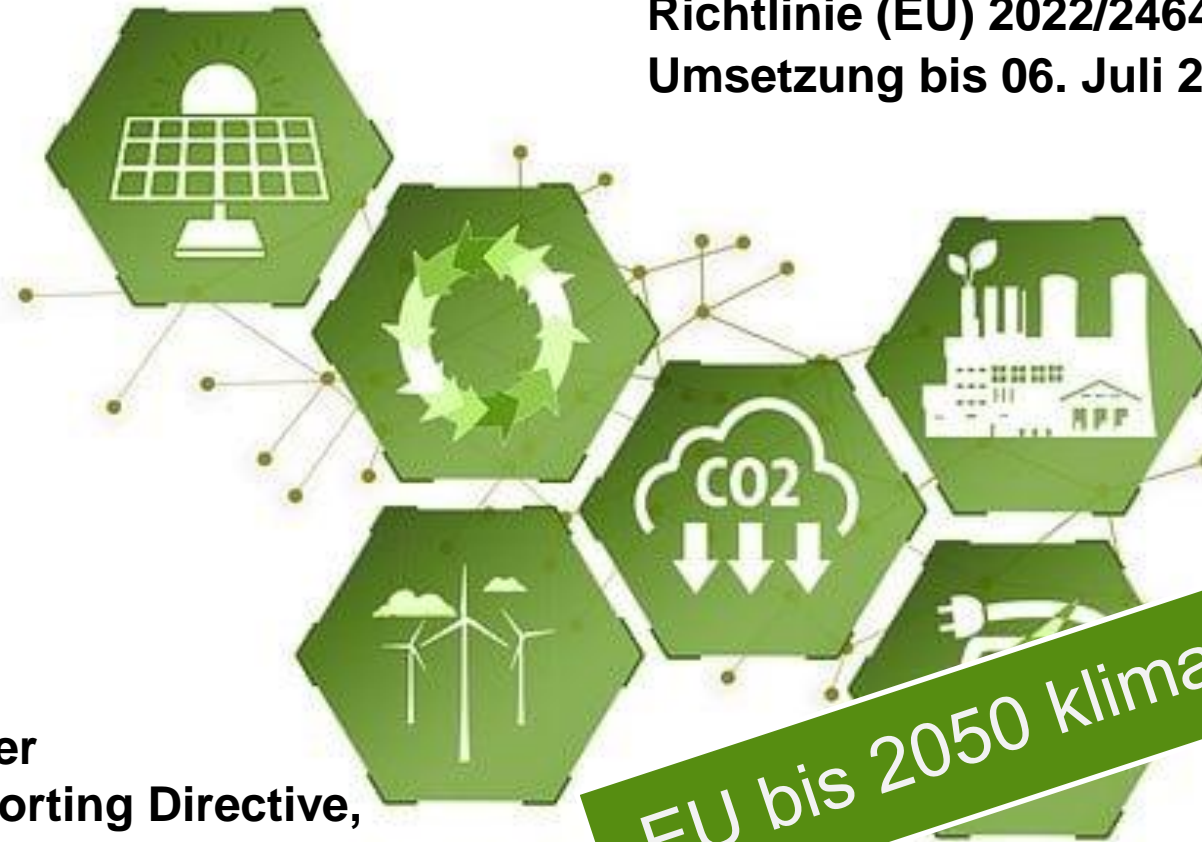 Richtlinie (EU) 2022/2464
Umsetzung bis 06. Juli 2
CO2
er
orting Directive,
EU bis 2050 klima